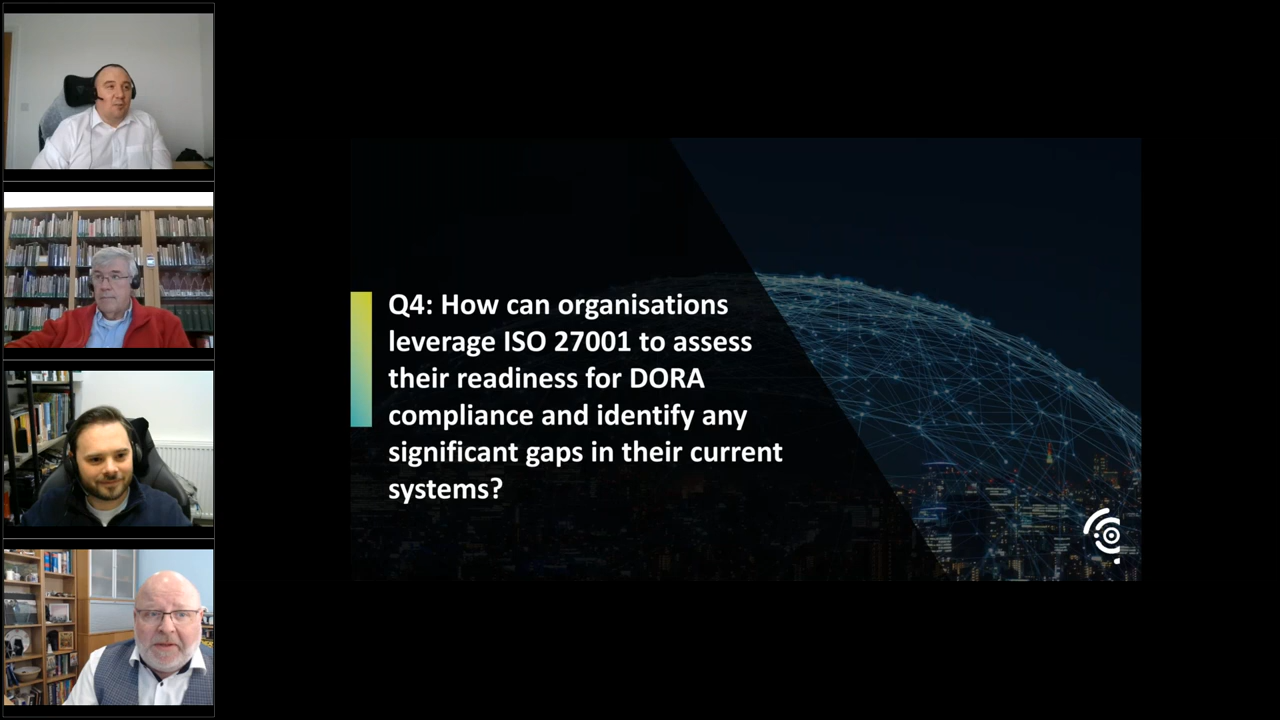 Q4: How can organisations
leverage ISO 27001 to assess
their readiness for DORA
compliance and identify any
significant gaps in their current
systems?